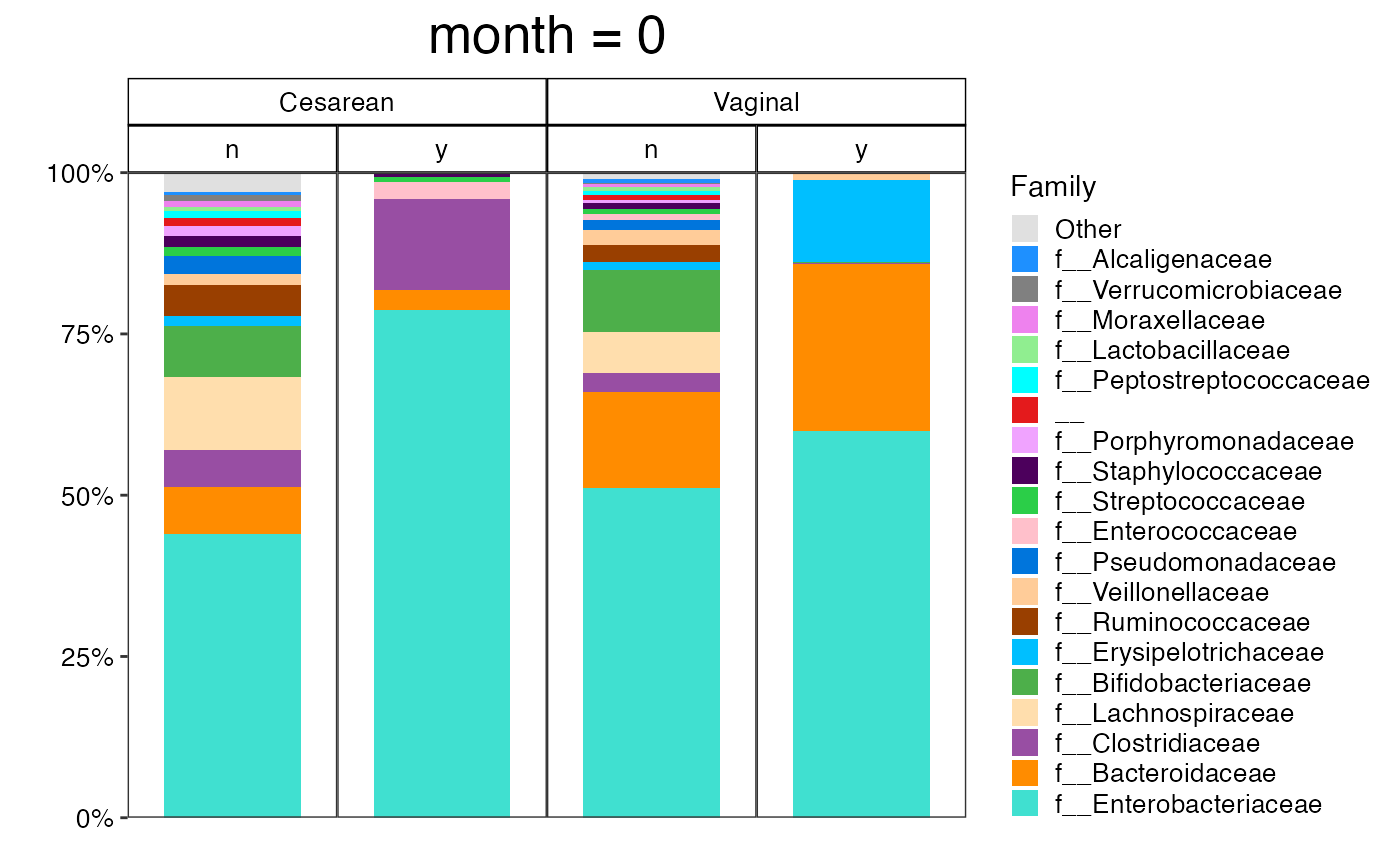 month = 0
Cesarean
Vaginal
n
y
n
y
100%
75%
50%
25%
0%
Family
Other
f__Alcaligenaceae
f__Verrucomicrobiaceae
f__Moraxellaceae
f__Lactobacillaceae
f__Peptostreptococcaceae
__
f__Porphyromonadaceae
f__Staphylococcaceae
f__Streptococcaceae
f__Enterococcaceae
f__Pseudomonadaceae
f__Veillonellaceae
f__Ruminococcaceae
f__Erysipelotrichaceae
f__Bifidobacteriaceae
f__Lachnospiraceae
f__Clostridiaceae
f__Bacteroidaceae
f__Enterobacteriaceae